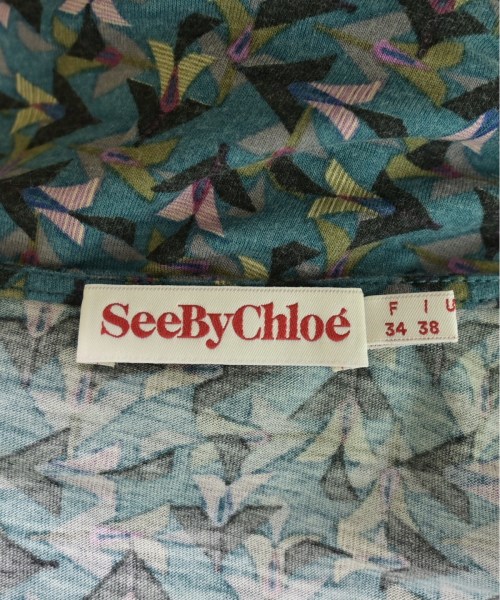 SeeByChloé
F I U
34 38